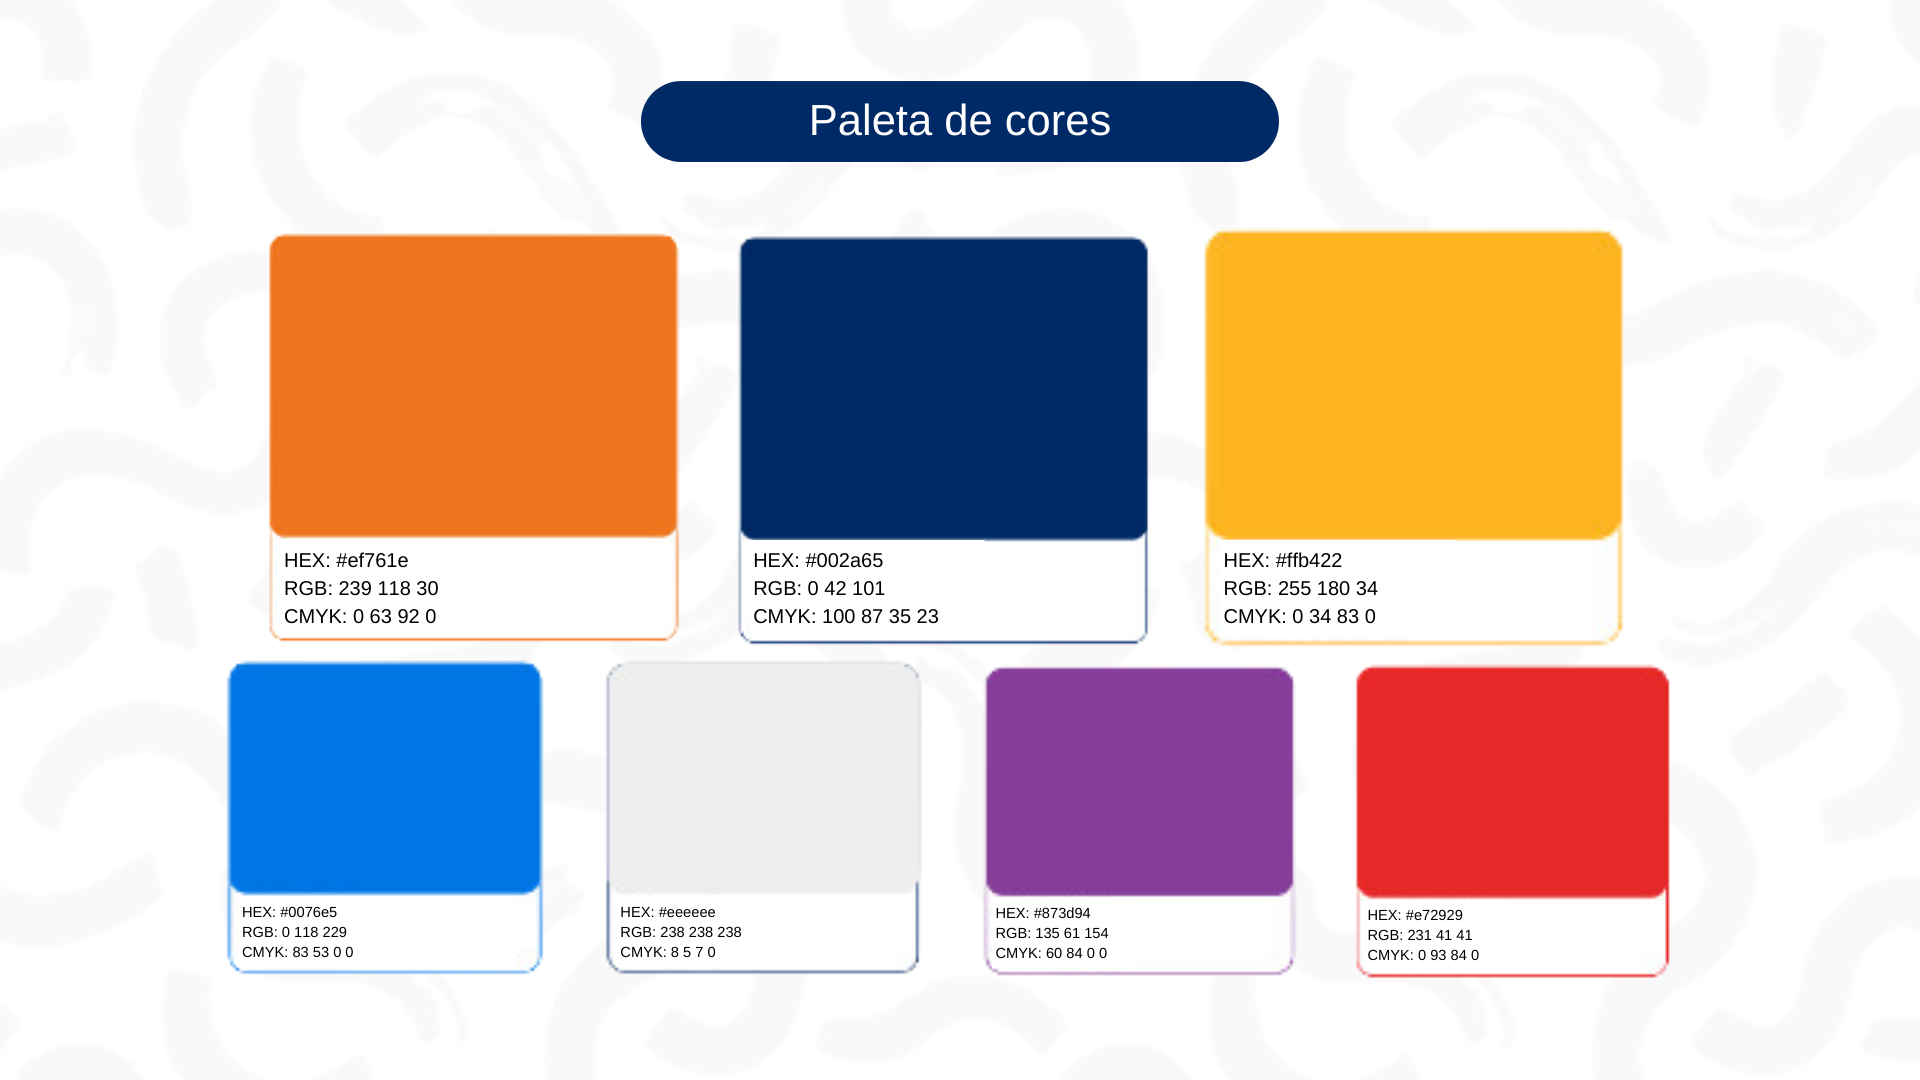 Paleta de cores
HEX: #ef761e
RGB: 239 118 30
CMYK: 0 63 92 0
HEX: #002a65
RGB: 0 42 101
CMYK: 100 87 35 23
HEX: #ffb422
RGB: 255 180 34
CMYK: 0 34 83 0
HEX: #0076e5
RGB: 0 118 229
CMYK: 83 53 0 0
HEX: #eeeeee
RGB: 238 238 238
CMYK: 8 5 7 0
HEX: #873d94
RGB: 135 61 154
CMYK: 60 84 0 0
HEX: #e72929
RGB: 231 41 41
CMYK: 0 93 84 0